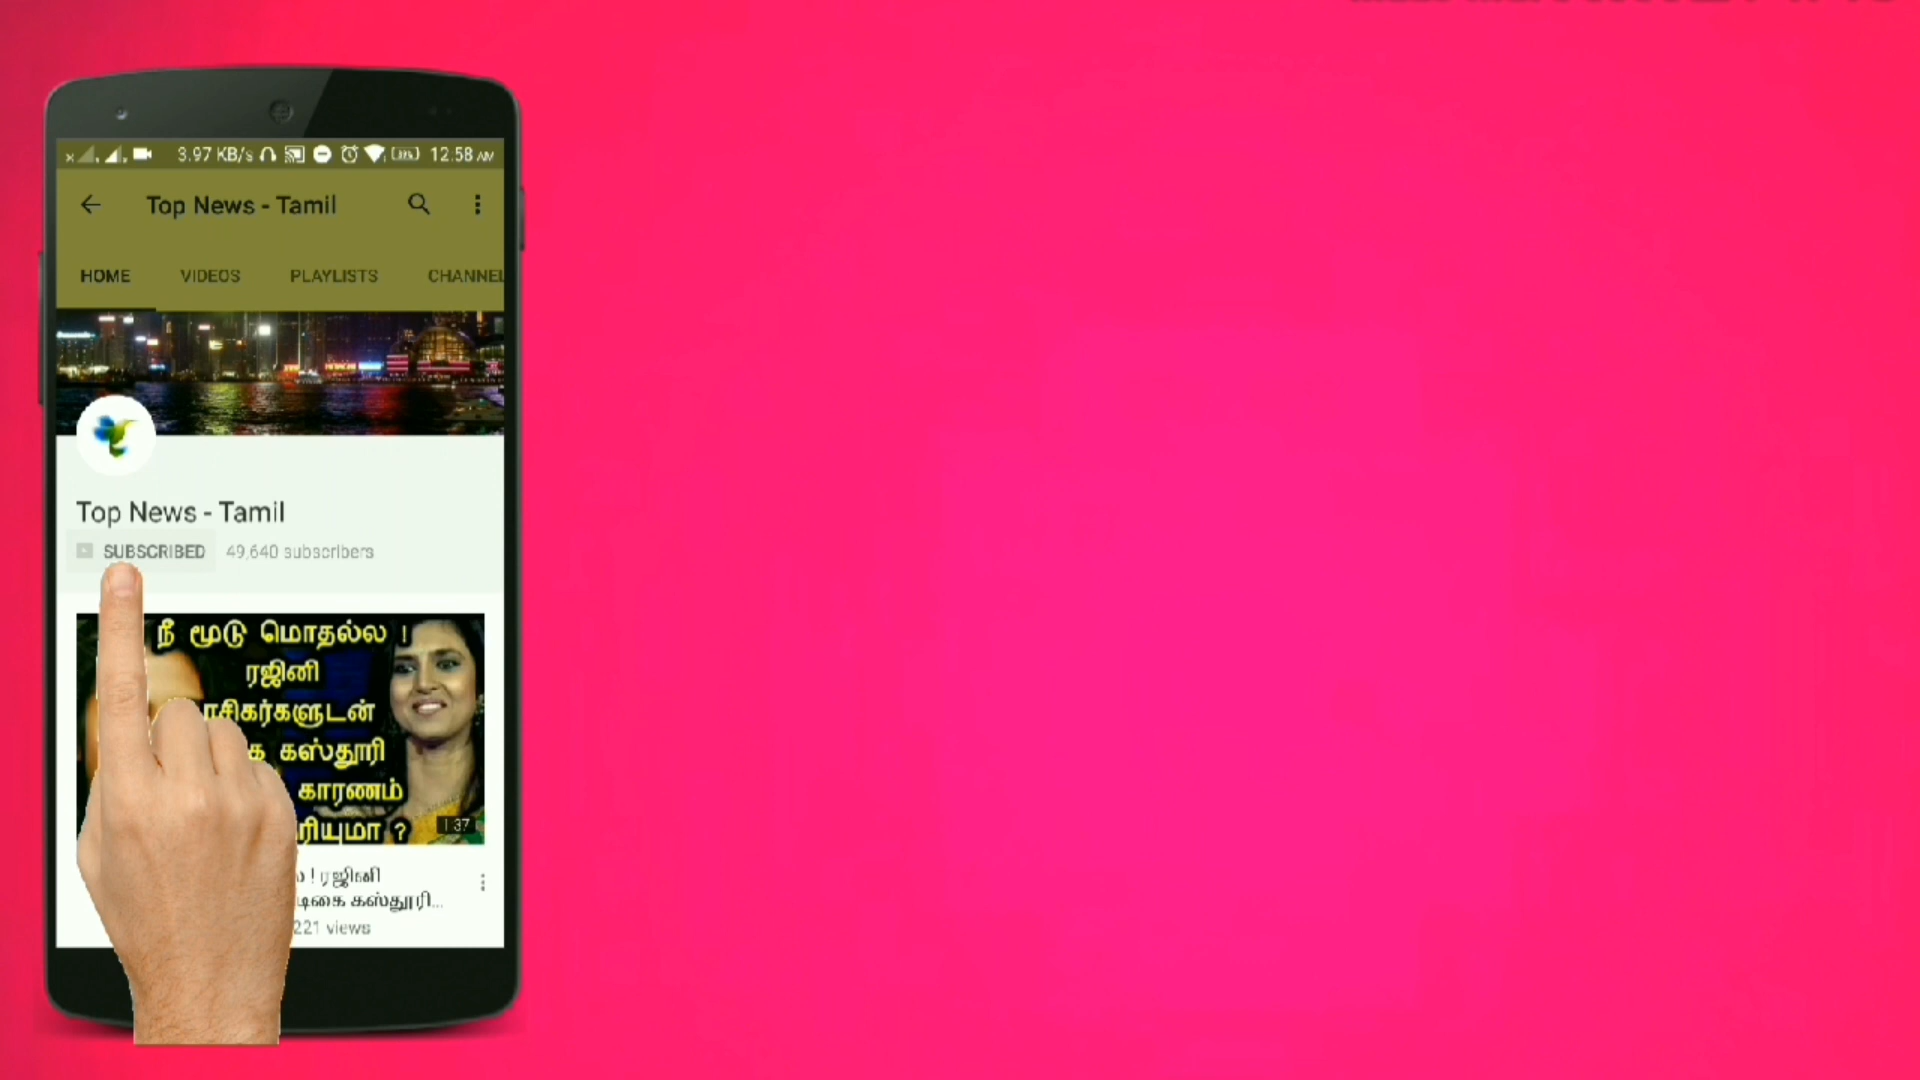 3.97 KB/s 12.58 AM
Top News - Tamil
HOME VIDEOS PLAYLISTS CHANNEL
Top News - Tamil
SUBSCRIBED 49,640 subscribers
நீ மூடு மொதல்ல !
ரஜினி
ரசிகர்களுடன்
கஸ்தூரி
காரணம்
ரியுமா ?
1:37
! ரஜினி
டிகை கஸ்தூரி...
221 views